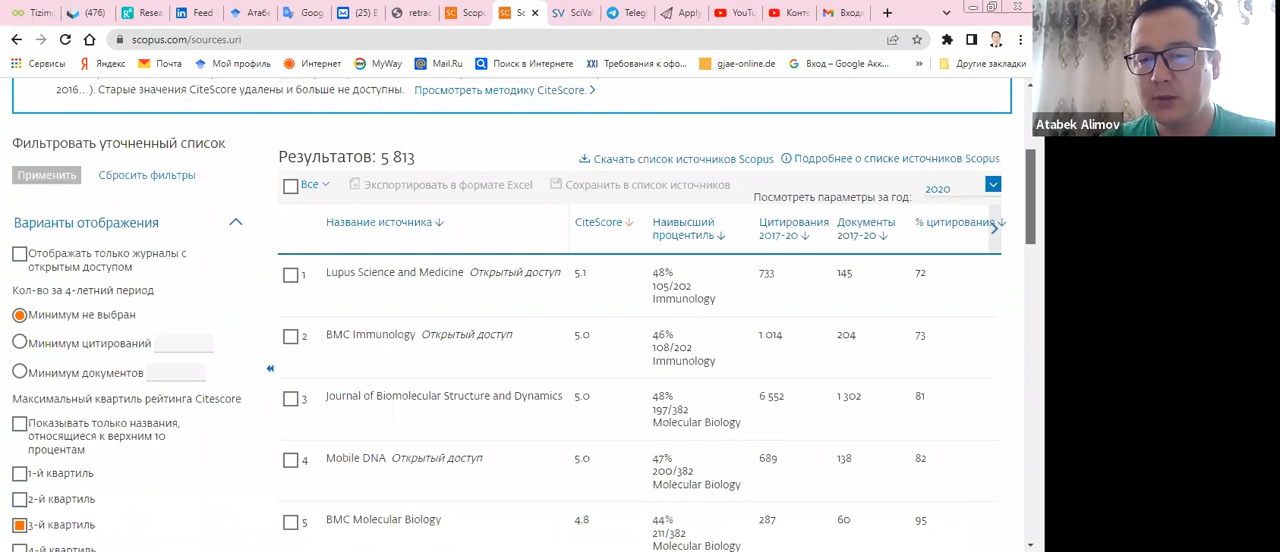 Tizim
(476)
Resea
Feed
Атабе
Goog
(25) В
retrac
Scopu
Sc
SciVal
Telegr
Apply
YouTu
Конте
Входя
scopus.com/sources.uri
Сервисы
Яндекс
Почта
Мой профиль
Интернет
MyWay
Mail.Ru
Поиск в Интернете
Требования к офо...
gjae-online.de
Вход – Google Акк...
»
Другие закладки
2016...). Старые значения CiteScore удалены и больше не доступны. Просмотреть методику CiteScore.
Atabek Alimov
Фильтровать уточненный список
Применить
Сбросить фильтры
Варианты отображения
Отображать только журналы с
открытым доступом
Кол-во за 4-летний период
Минимум не выбран
Минимум цитирований
Минимум документов
Максимальный квартиль рейтинга Citescore
Показывать только названия,
относящиеся к верхним 10
процентам
1-й квартиль
2-й квартиль
3-й квартиль
4-й квартиль
Результатов: 5 813
Скачать список источников Scopus
Подробнее о списке источников Scopus
Все
Экспортировать в формате Excel
Сохранить в список источников
Посмотреть параметры за год:
2020
Название источника
CiteScore
Наивысший
процентиль
Цитирования
2017-20
Документы
2017-20
% цитирования
1 Lupus Science and Medicine Открытый доступ 5.1 48% 733 145 72
105/202
Immunology
2 BMC Immunology Открытый доступ 5.0 46% 1 014 204 73
108/202
Immunology
3 Journal of Biomolecular Structure and Dynamics 5.0 48% 6 552 1 302 81
197/382
Molecular Biology
4 Mobile DNA Открытый доступ 5.0 47% 689 138 82
200/382
Molecular Biology
5 BMC Molecular Biology 4.8 44% 287 60 95
211/382
Molecular Biology